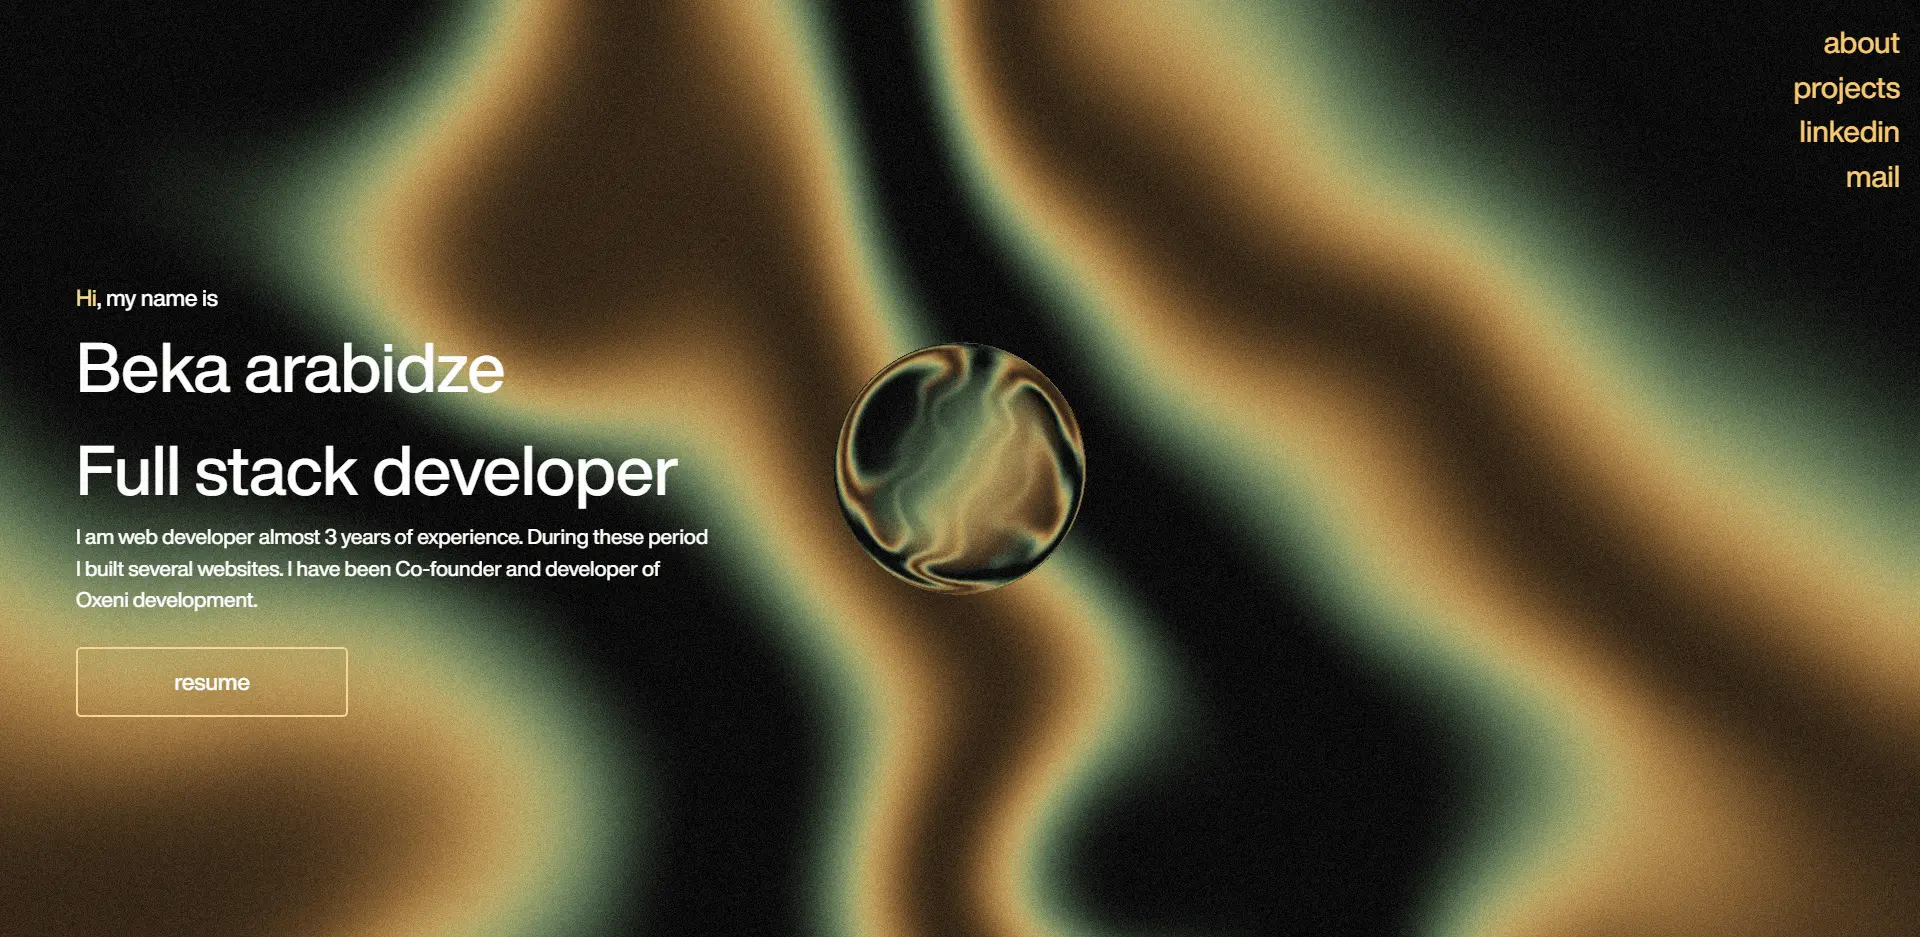 about
projects
linkedin
mail
Hi, my name is
Beka arabidze
Full stack developer
I am web developer almost 3 years of experience. During these period
I built several websites. I have been Co-founder and developer of
Oxeni development.
resume